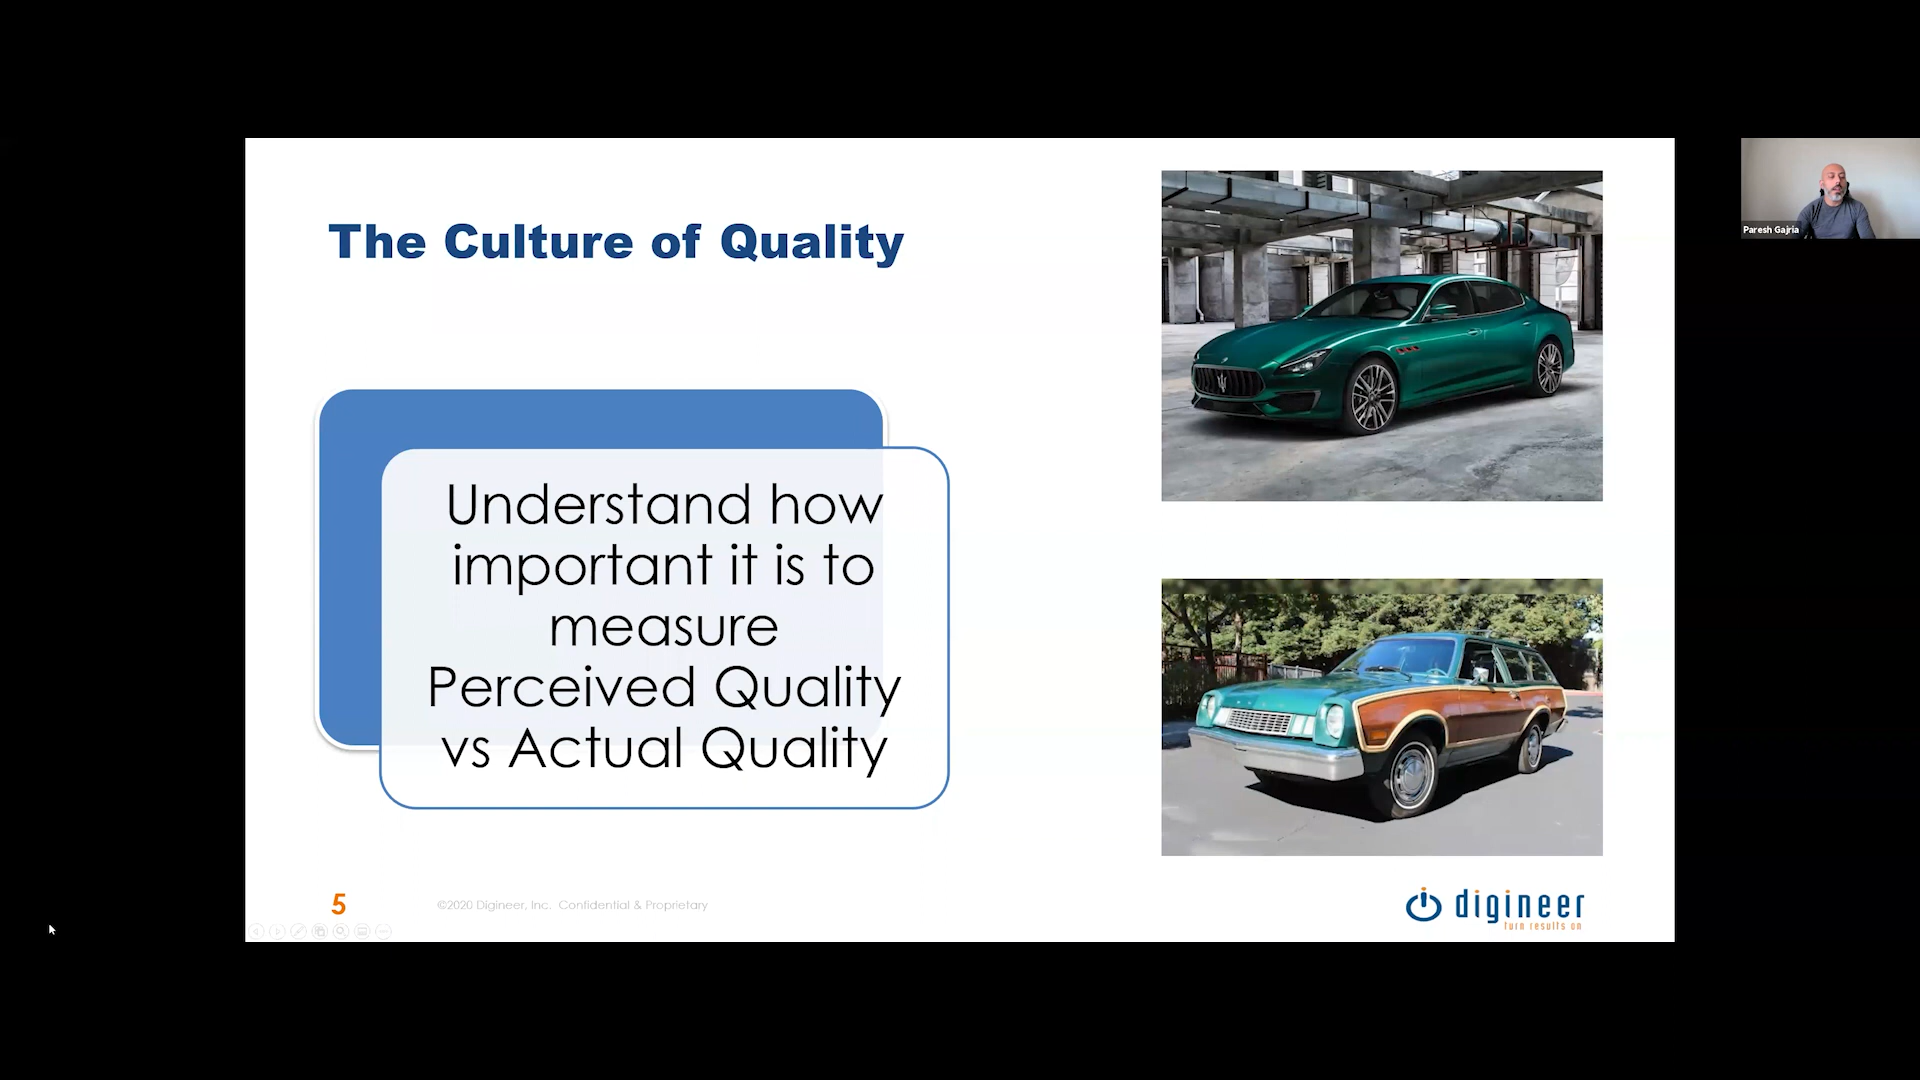 The Culture of Quality
Paresh Gajria
Understand how
important it is to
measure
Perceived Quality
vs Actual Quality
5
©2020 Digineer, Inc. Confidential & Proprietary
digineer
turn results on